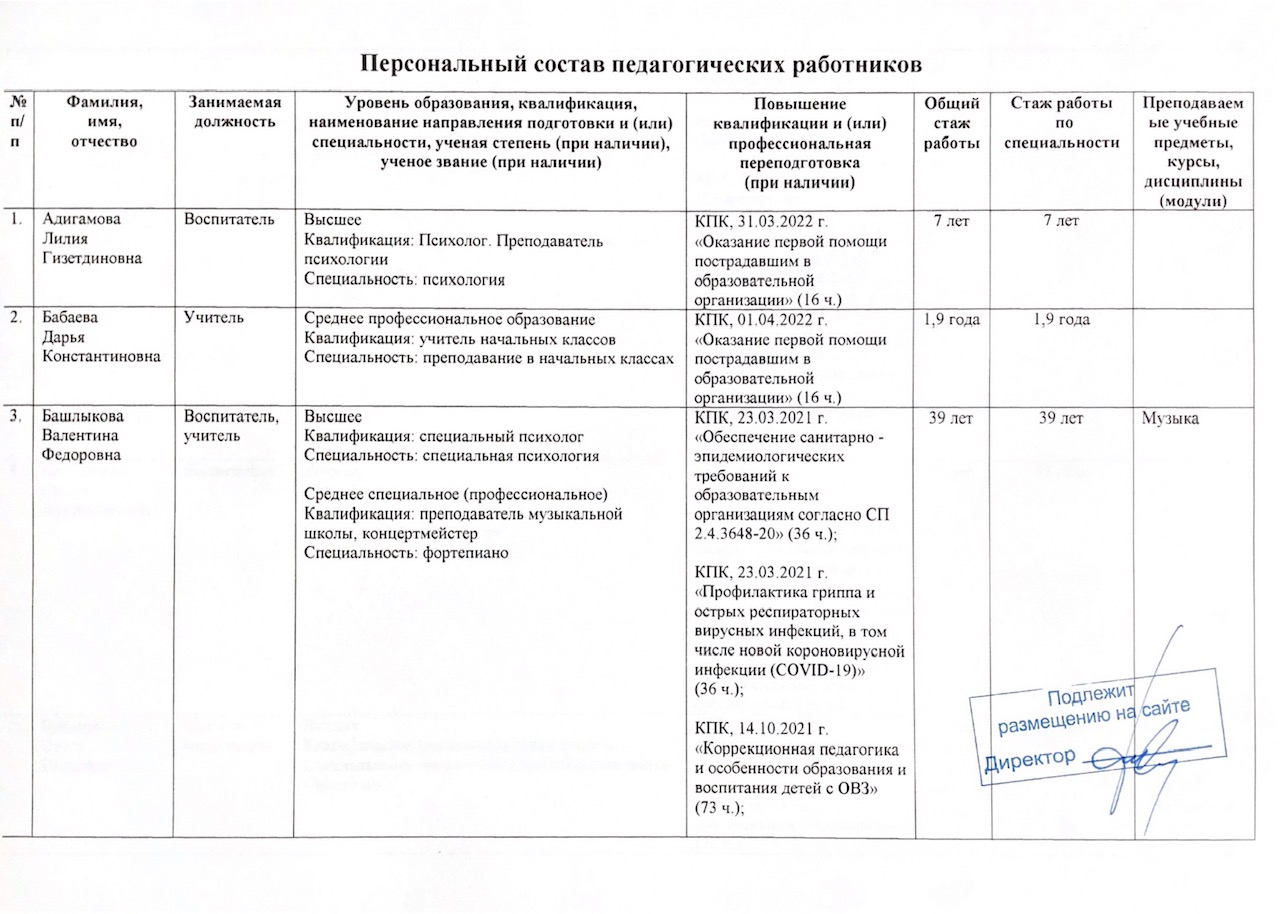 Персональный состав педагогических работников
№
п/
п
Фамилия,
имя,
отчество
Занимаемая
должность
Уровень образования, квалификация,
наименование направления подготовки и (или)
специальности, ученая степень (при наличии),
ученое звание (при наличии)
Повышение
квалификации и (или)
профессиональная
переподготовка
(при наличии)
Общий
стаж
работы
Стаж работы
по
специальности
Преподаваем
ые учебные
предметы,
курсы,
дисциплины
(модули)
1.
Адигамова
Лилия
Гизетдиновна
Воспитатель
Высшее
Квалификация: Психолог. Преподаватель
психологии
Специальность: психология
КПК, 31.03.2022 г.
«Оказание первой помощи
пострадавшим в
образовательной
организации» (16 ч.)
7 лет
7 лет
2.
Бабаева
Дарья
Константиновна
Учитель
Среднее профессиональное образование
Квалификация: учитель начальных классов
Специальность: преподавание в начальных классах
КПК, 01.04.2022 г.
«Оказание первой помощи
пострадавшим в
образовательной
организации» (16 ч.)
1,9 года
1,9 года
3.
Башлыкова
Валентина
Федоровна
Воспитатель,
учитель
Высшее
Квалификация: специальный психолог
Специальность: специальная психология
Среднее специальное (профессиональное)
Квалификация: преподаватель музыкальной
школы, концертмейстер
Специальность: фортепиано
КПК, 23.03.2021 г.
«Обеспечение санитарно -
эпидемиологических
требований к
образовательным
организациям согласно СП
2.4.3648-20» (36 ч.);
КПК, 23.03.2021 г.
«Профилактика гриппа и
острых респираторных
вирусных инфекций, в том
числе новой короновирусной
инфекции (COVID-19)»
(36 ч.);
КПК, 14.10.2021 г.
«Коррекционная педагогика
и особенности образования и
воспитания детей с ОВЗ»
(73 ч.);
39 лет
39 лет
Музыка
Подлежит
размещению на сайте
Директор